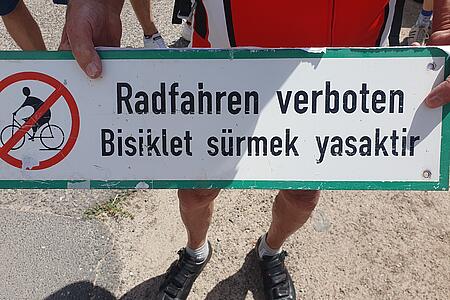 Radfahren verboten
Bisiklet sürmek yasaktir